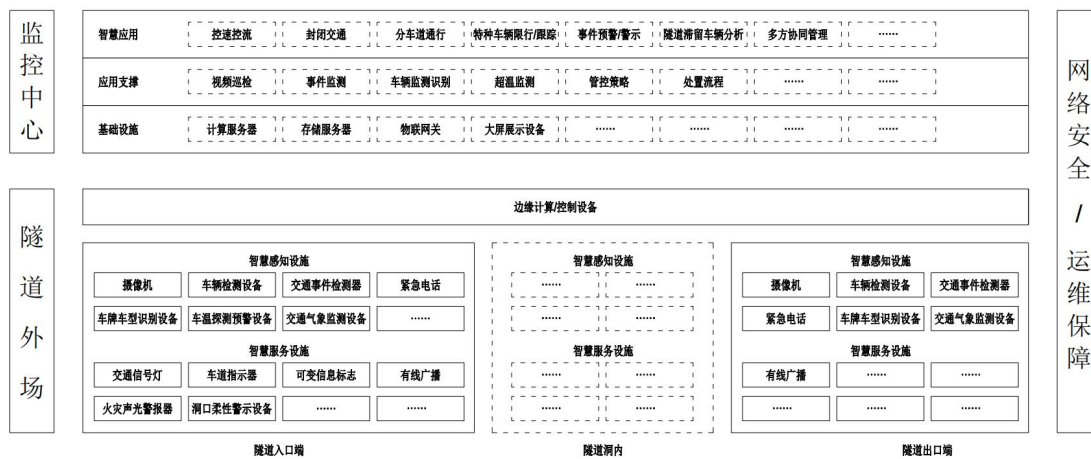 监控中心
智慧应用 控速控流 封闭交通 分车道通行 特种车辆限行/跟踪 事件预警/警示 隧道滞留车辆分析 多方协同管理 ……
应用支撑 视频巡检 事件监测 车辆监测识别 超温监测 管控策略 处置流程 …… ……
基础设施 计算服务器 存储服务器 物联网关 大屏展示设备 …… …… …… ……
隧道外场
边缘计算/控制设备
智慧感知设施
摄像机 车辆检测设备 交通事件检测器 紧急电话
车牌车型识别设备 车温探测预警设备 交通气象监测设备 ……
智慧服务设施
交通信号灯 车道指示器 可变信息标志 有线广播
火灾声光警报器 洞口柔性警示设备 …… ……
隧道入口端
智慧感知设施
…… ……
…… ……
智慧服务设施
…… ……
…… ……
隧道洞内
智慧感知设施
摄像机 车辆检测设备 交通事件检测器
紧急电话 车牌车型识别设备 交通气象监测设备
智慧服务设施
有线广播 …… ……
…… …… ……
隧道出口端
网络安全/运维保障